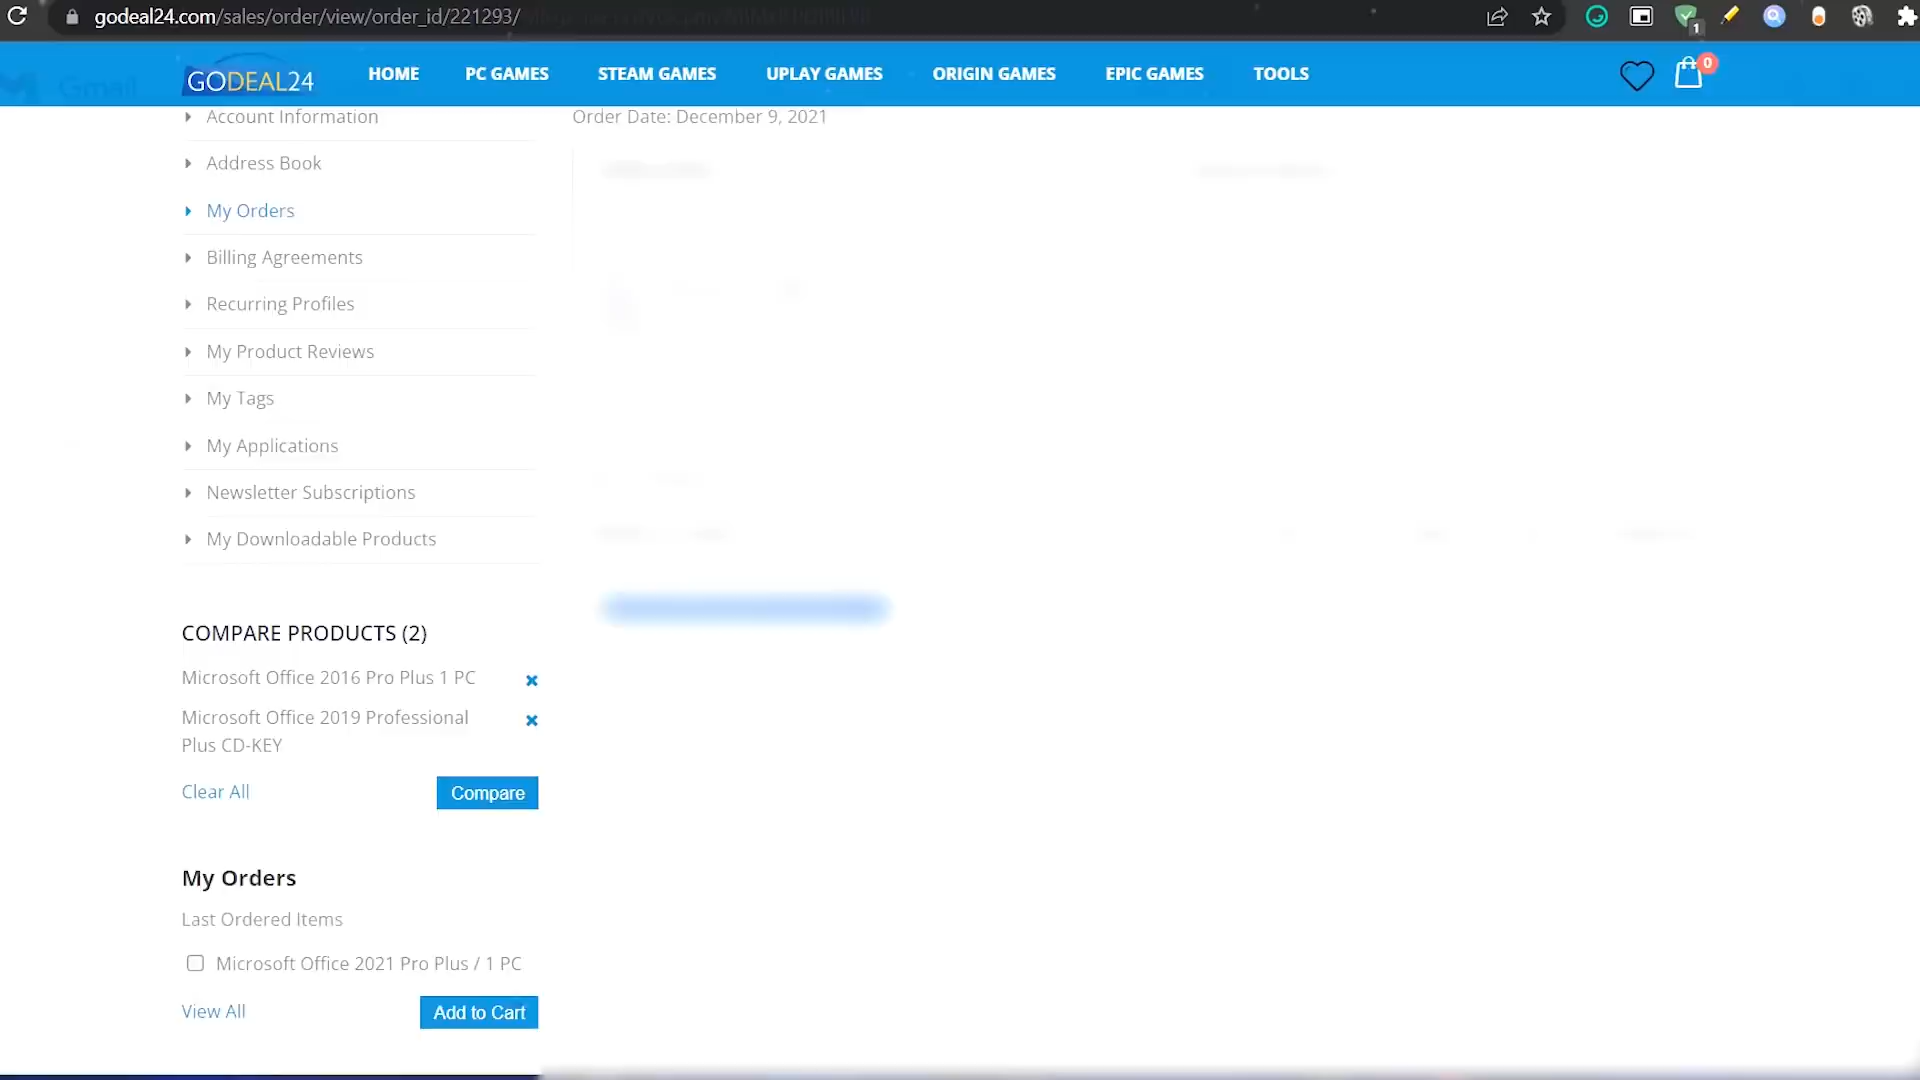 godeal24.com/sales/order/view/order_id/221293/
1
Gmail
GODEAL24
HOME
PC GAMES
STEAM GAMES
UPLAY GAMES
ORIGIN GAMES
EPIC GAMES
TOOLS
0
Account Information
Order Date: December 9, 2021
Address Book
My Orders
Billing Agreements
Recurring Profiles
My Product Reviews
My Tags
My Applications
Newsletter Subscriptions
My Downloadable Products
COMPARE PRODUCTS (2)
Microsoft Office 2016 Pro Plus 1 PC
Microsoft Office 2019 Professional
Plus CD-KEY
Clear All
Compare
My Orders
Last Ordered Items
Microsoft Office 2021 Pro Plus / 1 PC
View All
Add to Cart